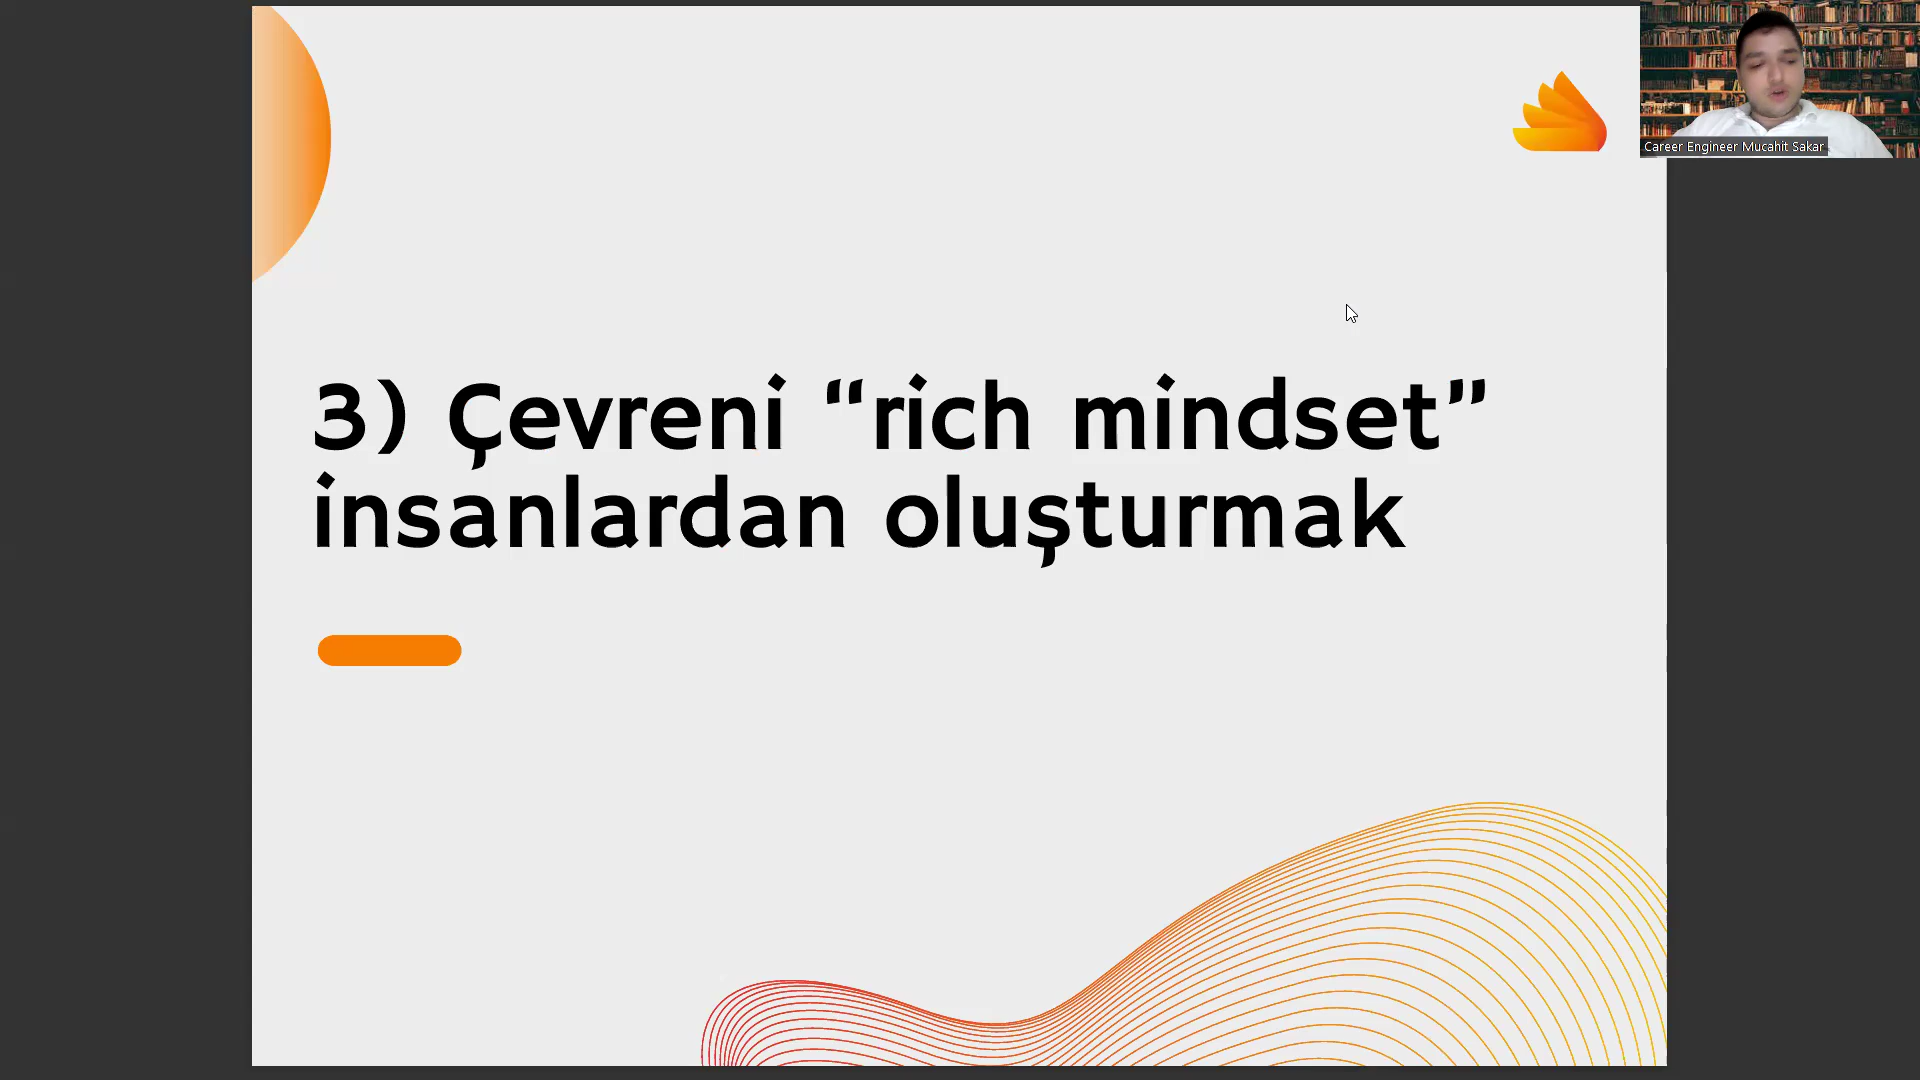 Career Engineer Mucahit Sakar
3) Çevreni “rich mindset”
insanlardan oluşturmak